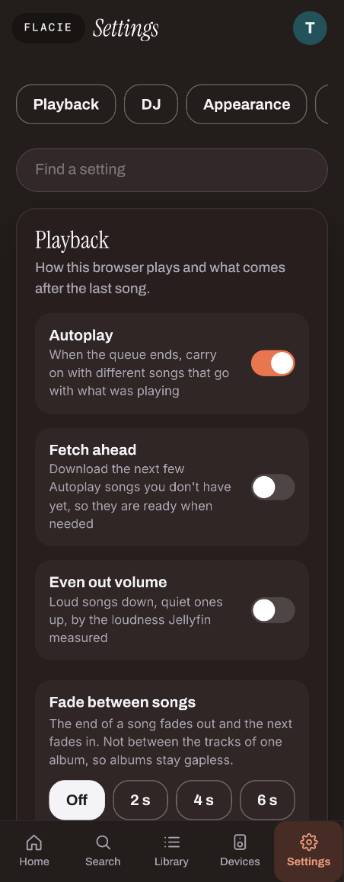 FLACIE Settings T
Playback DJ Appearance
Find a setting
Playback
How this browser plays and what comes
after the last song.
Autoplay
When the queue ends, carry
on with different songs that go
with what was playing
Fetch ahead
Download the next few
Autoplay songs you don't have
yet, so they are ready when
needed
Even out volume
Loud songs down, quiet ones
up, by the loudness Jellyfin
measured
Fade between songs
The end of a song fades out and the next
fades in. Not between the tracks of one
album, so albums stay gapless.
Off 2 s 4 s 6 s
Home Search Library Devices Settings